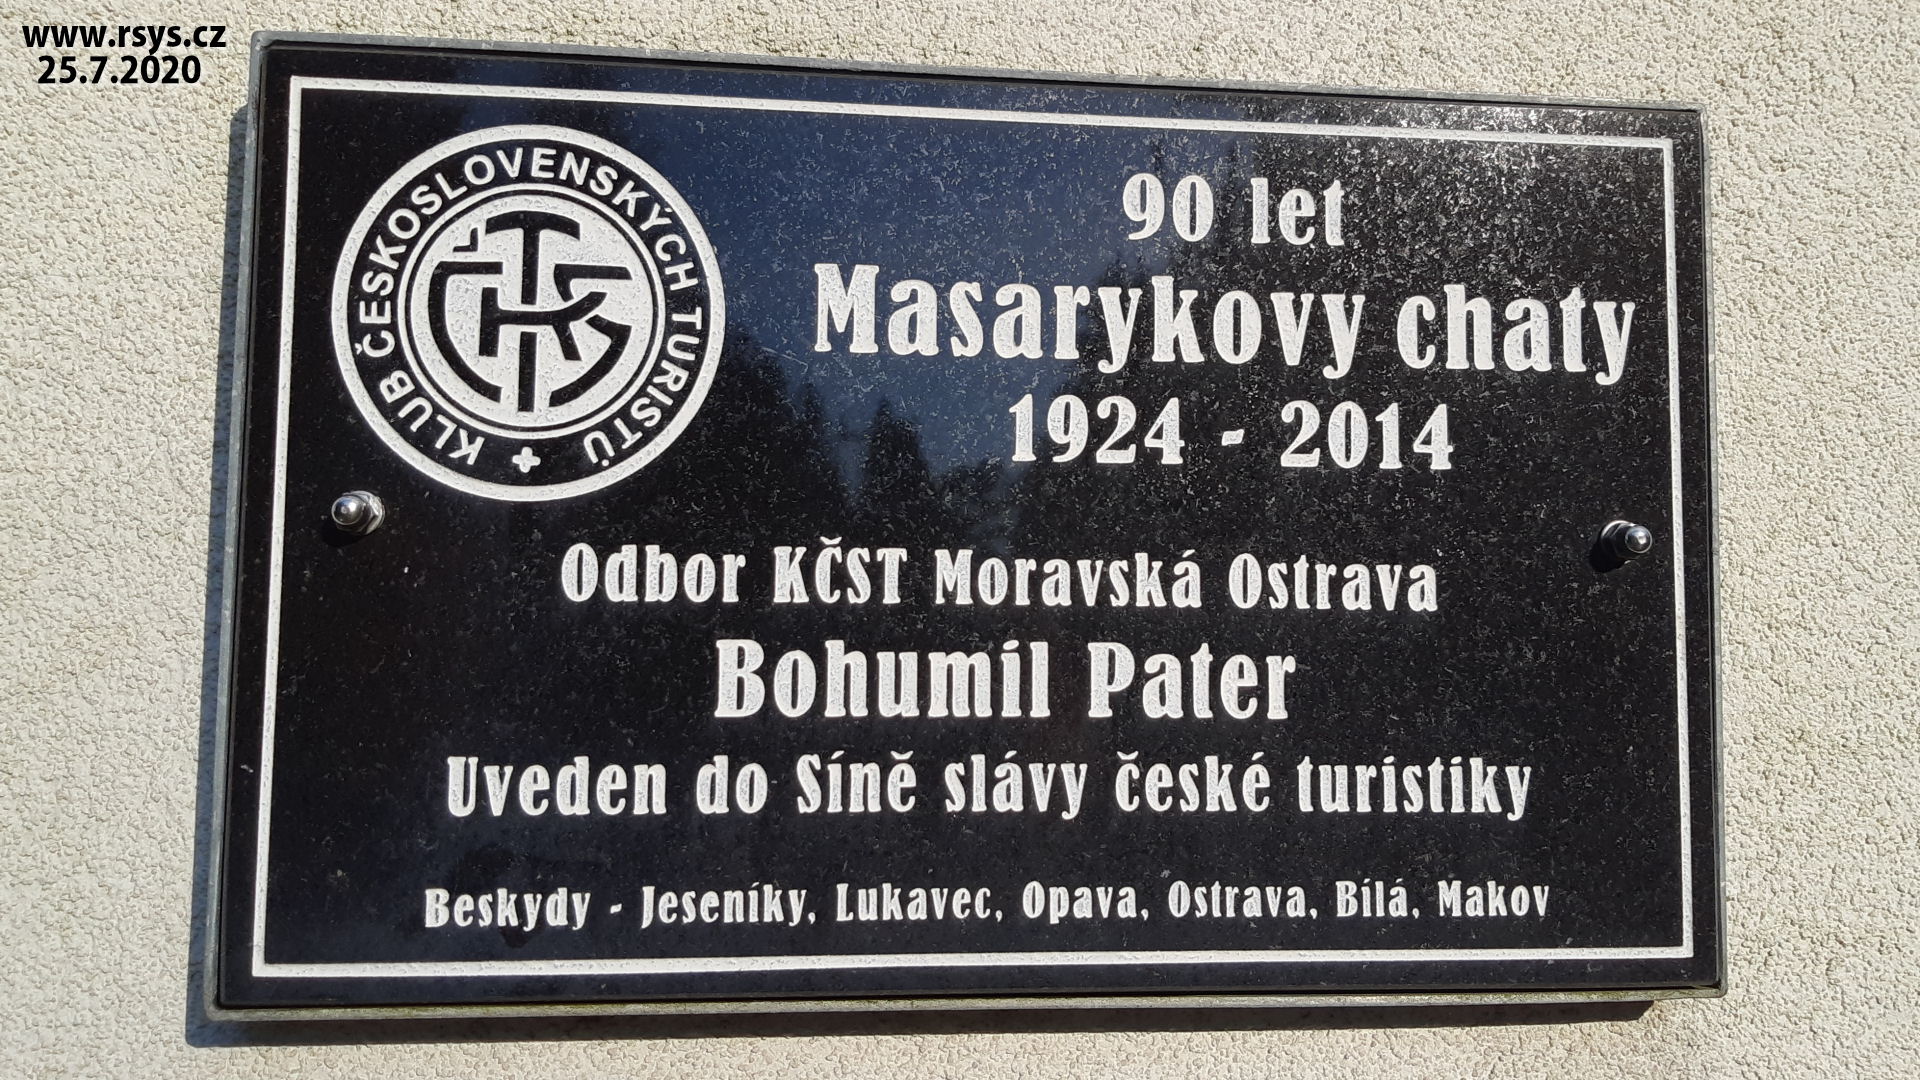 www.rsys.cz
25.7.2020
KLUB ČESKOSLOVENSKÝCH TURISTŮ +
KČST
90 let
Masarykovy chaty
1924 - 2014
Odbor KČST Moravská Ostrava
Bohumil Pater
Uveden do Síně slávy české turistiky
Beskydy - Jeseníky, Lukavec, Opava, Ostrava, Bílá, Makov